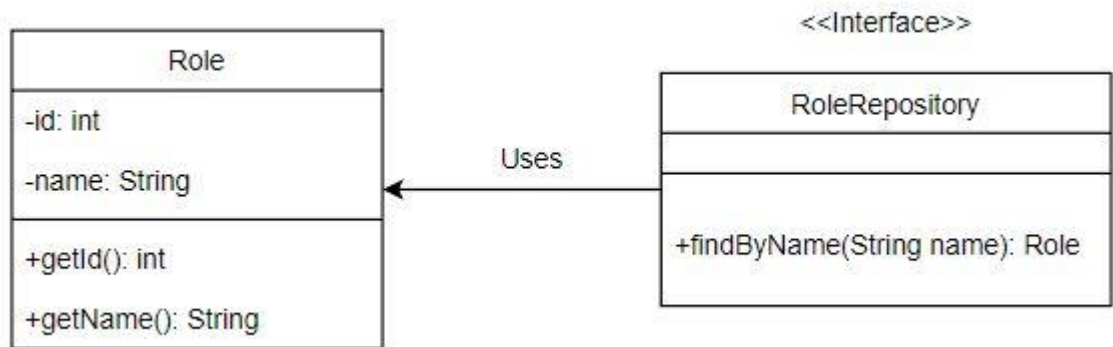 Role
-id: int
-name: String
+getId(): int
+getName(): String
Uses
<<Interface>>
RoleRepository
+findByName(String name): Role